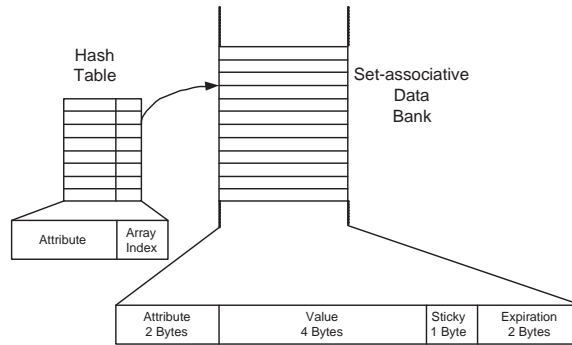 Hash
Table
Set-associative
Data
Bank
Attribute
Array
Index
Attribute
2 Bytes
Value
4 Bytes
Sticky
1 Byte
Expiration
2 Bytes